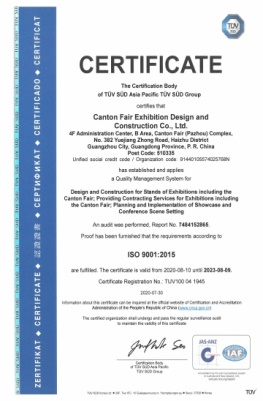 TÜV
SÜD
CERTIFICATE
The Certification Body
of TÜV SÜD Asia Pacific TÜV SÜD Group
certifies that
Canton Fair Exhibition Design and
Construction Co., Ltd.
4F Administration Center, B Area, Canton Fair (Pazhou) Complex,
No. 382 Yuejiang Zhong Road, Haizhu District
Guangzhou City, Guangdong Province, P. R. China
Post Code: 510335
Unified social credit code / Organization code
has established and applies
a Quality Management System for
Design and Construction for Stands of Exhibitions including the
Canton Fair; Providing Contracting Services for Exhibitions including
the Canton Fair; Planning and Implementation of Showcase and
Conference Scene Setting
An audit was performed, Report No. 7484152865
Proof has been furnished that the requirements according to
ISO 9001:2015
are fulfilled. The certificate is valid from 2020-08-10 until 2023-08-09.
Certificate Registration No.: TUV100 04 1945
2020-07-30
Information about this certificate can be inquired at the official website of Certification and Accreditation
Administration of the People's Republic of China (www.cnca.gov.cn)
The certified organization shall undergo and pass the regular surveillance audit
to maintain the validity of this certificate.
Certification Body
of TÜV SÜD Asia Pacific
TÜV SÜD Group
JAS-ANZ
IAF
TÜV
ZERTIFIKAT ◆ CERTIFICATE ◆ 認證證書 ◆ СЕРТИФИКАТ ◆ CERTIFICADO ◆ CERTIFICAT